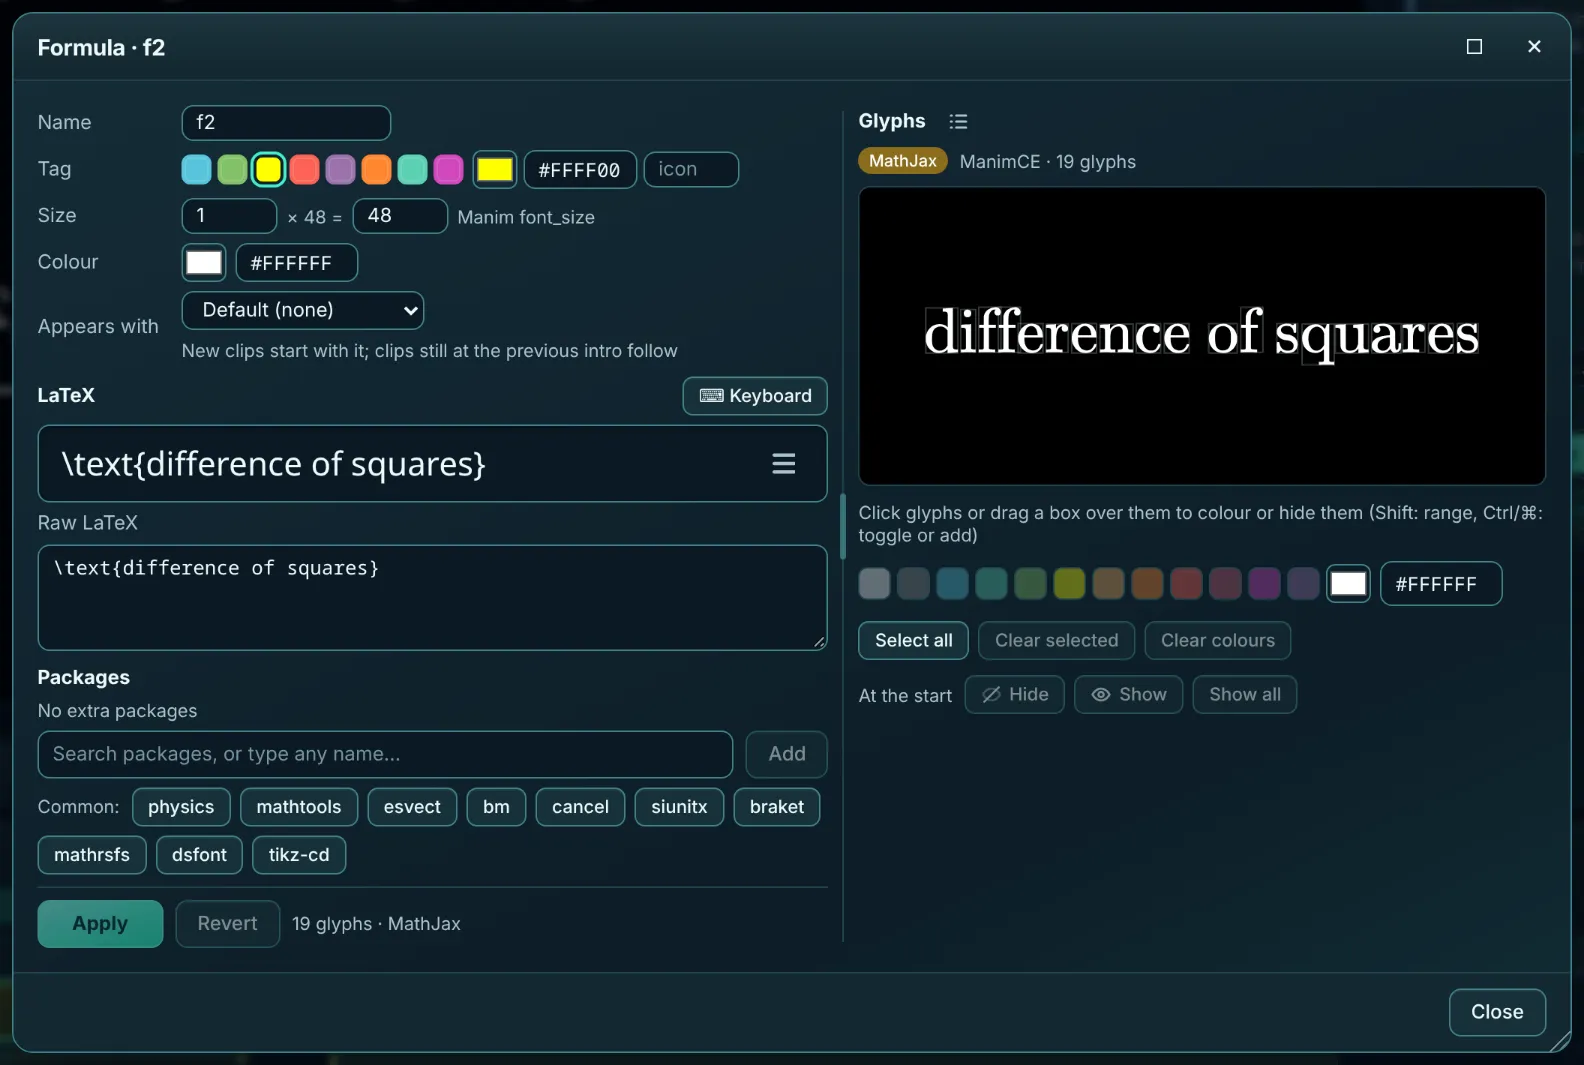 Formula · f2
Name
f2
Tag
#FFFF00
icon
Size
1
× 48 =
48
Manim font_size
Colour
#FFFFFF
Appears with
Default (none)
New clips start with it; clips still at the previous intro follow
LaTeX
Keyboard
\text{difference of squares}
Raw LaTeX
\text{difference of squares}
Packages
No extra packages
Search packages, or type any name...
Add
Common:
physics
mathtools
esvect
bm
cancel
siunitx
braket
mathrsfs
dsfont
tikz-cd
Apply
Revert
19 glyphs · MathJax
Glyphs
MathJax
ManimCE · 19 glyphs
difference of squares
Click glyphs or drag a box over them to colour or hide them (Shift: range, Ctrl/⌘:
toggle or add)
#FFFFFF
Select all
Clear selected
Clear colours
At the start
Hide
Show
Show all
Close